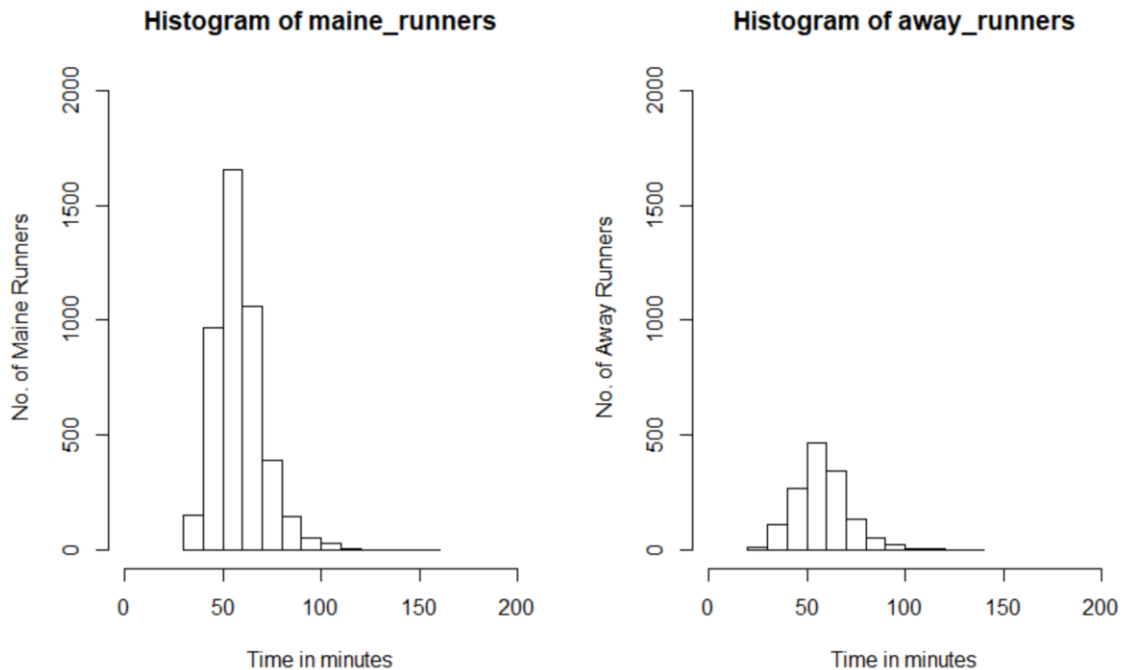 Histogram of maine_runners
No. of Maine Runners
2000
1500
1000
500
0
0 50 100 150 200
Time in minutes
Histogram of away_runners
No. of Away Runners
2000
1500
1000
500
0
0 50 100 150 200
Time in minutes